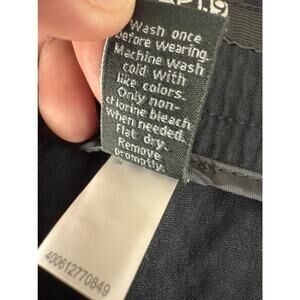 Wash once
before wearing.
Machine wash
cold with
like colors.
Only non-
chlorine bleach
when needed.
Flat dry.
Remove
promptly.
400612770849